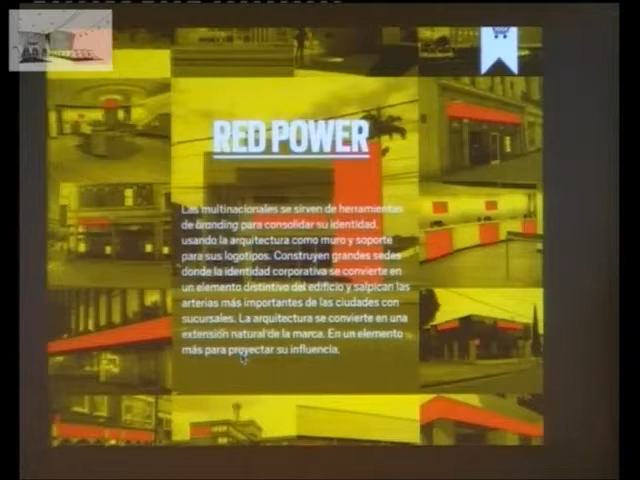 RED POWER
Las multinacionales se sirven de herramientas
de branding para consolidar su identidad,
usando la arquitectura como muro y soporte
para sus logotipos. Construyen grandes sedes
donde la identidad corporativa se convierte en
un elemento distintivo del edificio y salpican las
arterias más importantes de las ciudades con
sucursales. La arquitectura se convierte en una
extensión natural de la marca. En un elemento
más para proyectar su influencia.